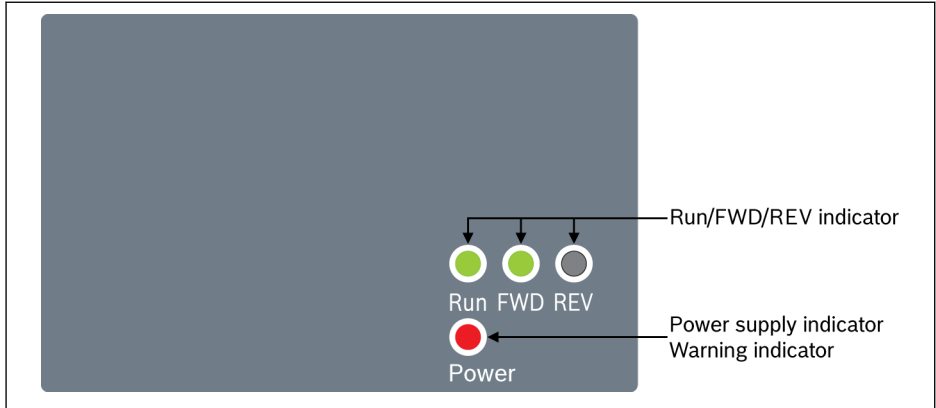 Run/FWD/REV indicator
Run FWD REV
Power supply indicator
Warning indicator
Power